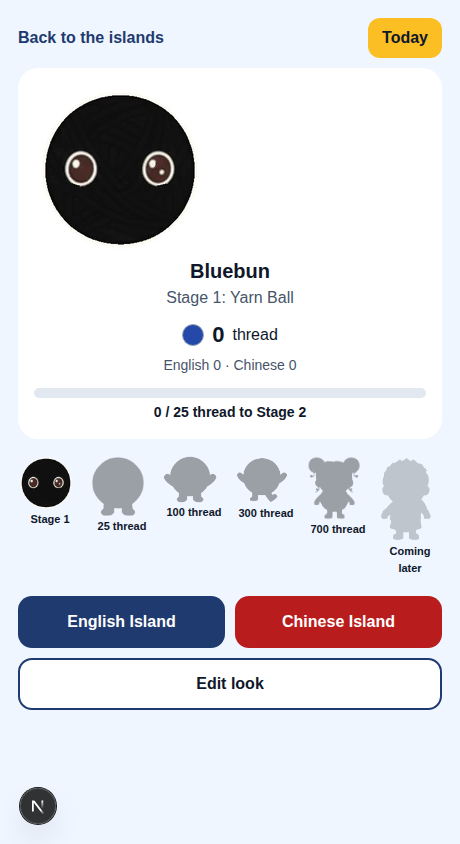 Back to the islands
Today
Bluebun
Stage 1: Yarn Ball
0 thread
English 0 · Chinese 0
0 / 25 thread to Stage 2
Stage 1
25 thread
100 thread
300 thread
700 thread
Coming
later
English Island
Chinese Island
Edit look
N